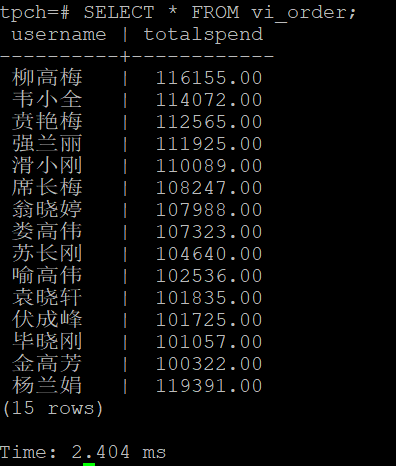 tpch=# SELECT * FROM vi_order;
 username | totalspend
----------+------------
 柳高梅   |  116155.00
 韦小全   |  114072.00
 贲艳梅   |  112565.00
 强兰丽   |  111925.00
 滑小刚   |  110089.00
 席长梅   |  108247.00
 翁晓婷   |  107988.00
 娄高伟   |  107323.00
 苏长刚   |  104640.00
 喻高伟   |  102536.00
 袁晓轩   |  101835.00
 伏成峰   |  101725.00
 毕晓刚   |  101057.00
 金高芳   |  100322.00
 杨兰娟   |  119391.00
(15 rows)
Time: 2.404 ms